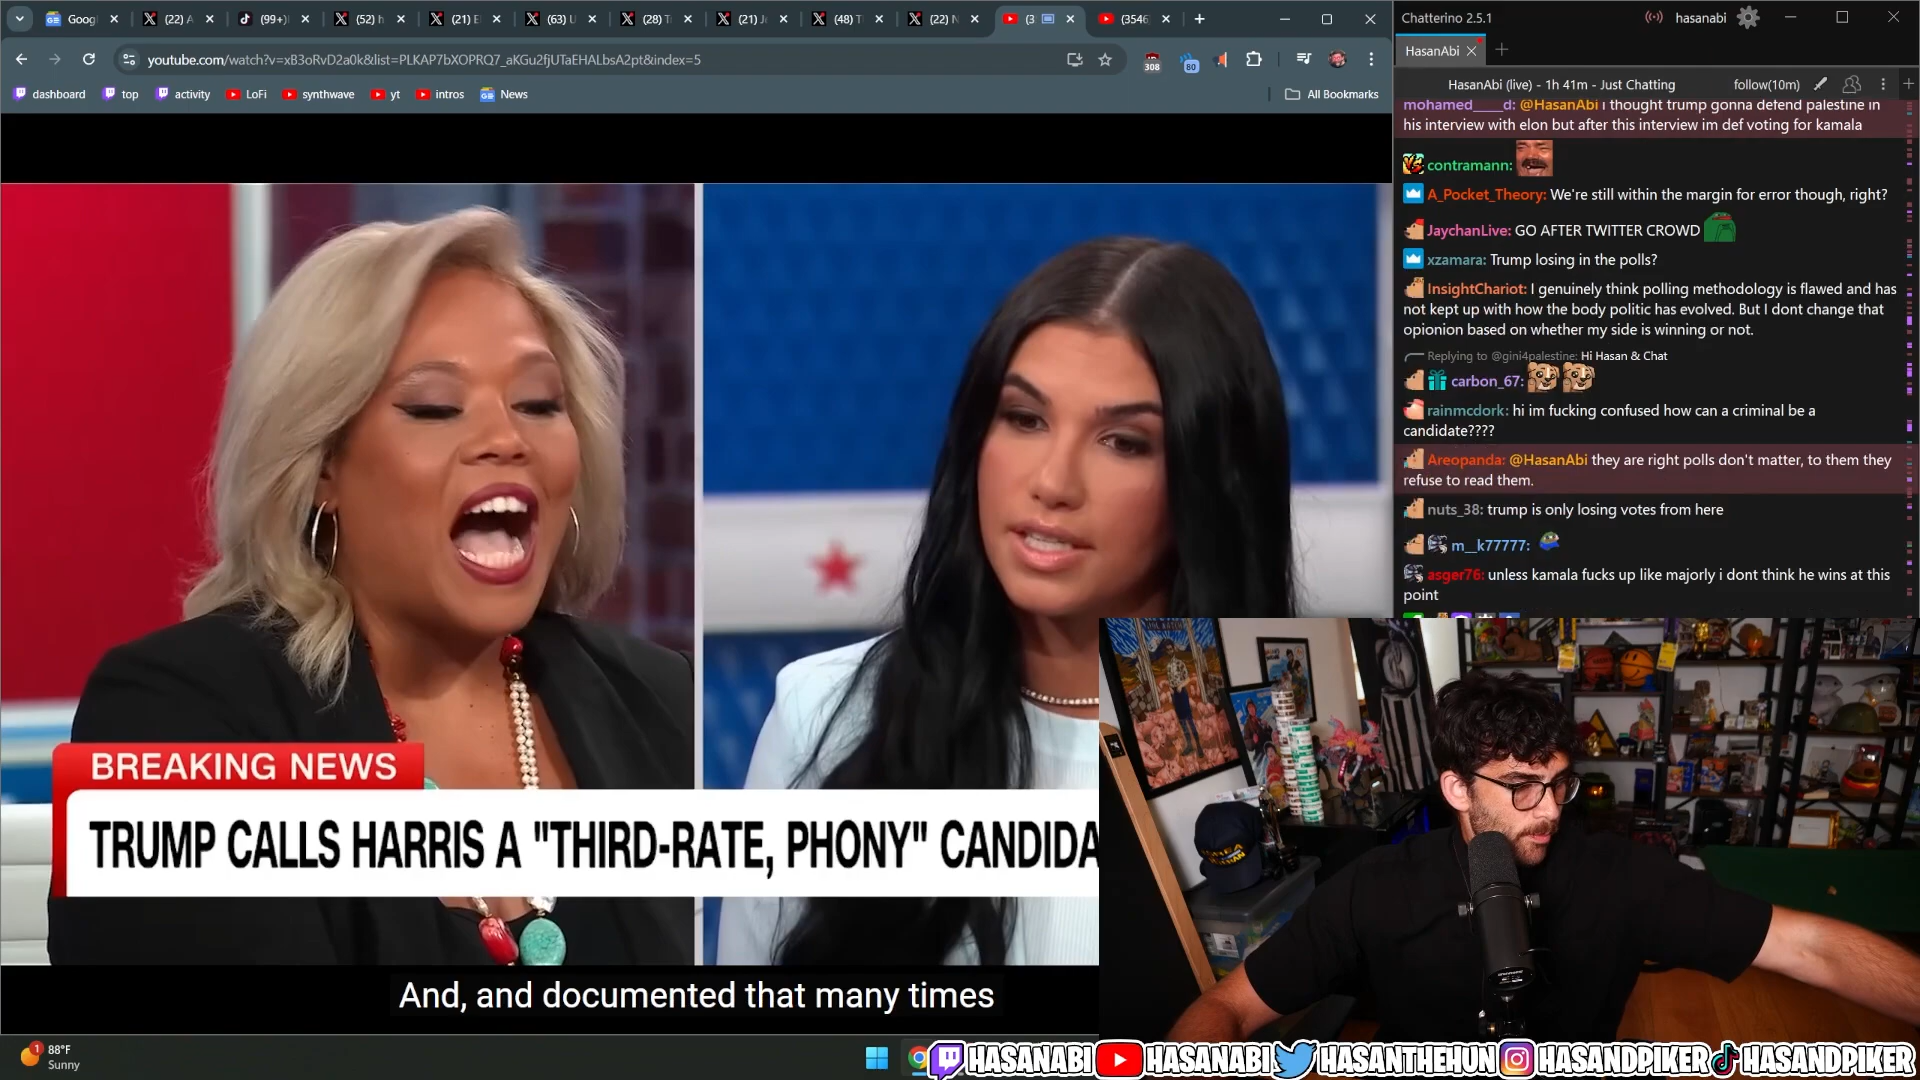 Goog
(22) A
(99+)
(52) h
(21) E
(63) U
(28) T
(21) J
(48) T
(22) N
(3
(3546
youtube.com/watch?v=xB3oRvD2a0k&list=PLKAP7bXOPRQ7_aKGu2fjUTaEHALbsA2pt&index=5
308
80
dashboard
top
activity
LoFi
synthwave
yt
intros
News
All Bookmarks
BREAKING NEWS
TRUMP CALLS HARRIS A "THIRD-RATE, PHONY" CANDIDA
And, and documented that many times
1
88°F
Sunny
Chatterino 2.5.1
hasanabi
HasanAbi
HasanAbi (live) - 1h 41m - Just Chatting
follow(10m)
mohamed____d: @HasanAbi i thought trump gonna defend palestine in
his interview with elon but after this interview im def voting for kamala
contramann:
A_Pocket_Theory: We're still within the margin for error though, right?
JaychanLive: GO AFTER TWITTER CROWD
xzamara: Trump losing in the polls?
InsightChariot: I genuinely think polling methodology is flawed and has
not kept up with how the body politic has evolved. But I dont change that
opionion based on whether my side is winning or not.
Replying to @gini4palestine: Hi Hasan & Chat
carbon_67:
rainmcdork: hi im fucking confused how can a criminal be a
candidate????
Areopanda: @HasanAbi they are right polls don't matter, to them they
refuse to read them.
nuts_38: trump is only losing votes from here
m__k77777:
asger76: unless kamala fucks up like majorly i dont think he wins at this
point
HASANABI
HASANABI
HASANTHEHUN
HASANDPIKER
HASANDPIKER